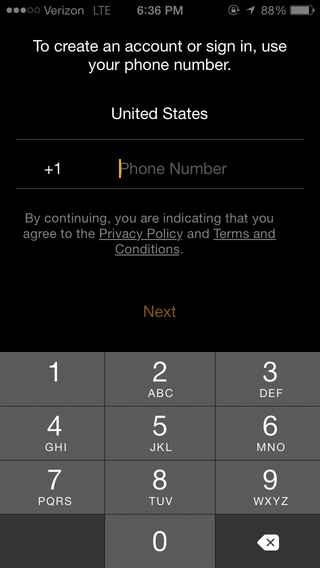 Verizon LTE 6:36 PM 88%
To create an account or sign in, use
your phone number.
United States
+1 Phone Number
By continuing, you are indicating that you
agree to the Privacy Policy and Terms and
Conditions.
Next
1 2 3
ABC DEF
4 5 6
GHI JKL MNO
7 8 9
PQRS TUV WXYZ
0